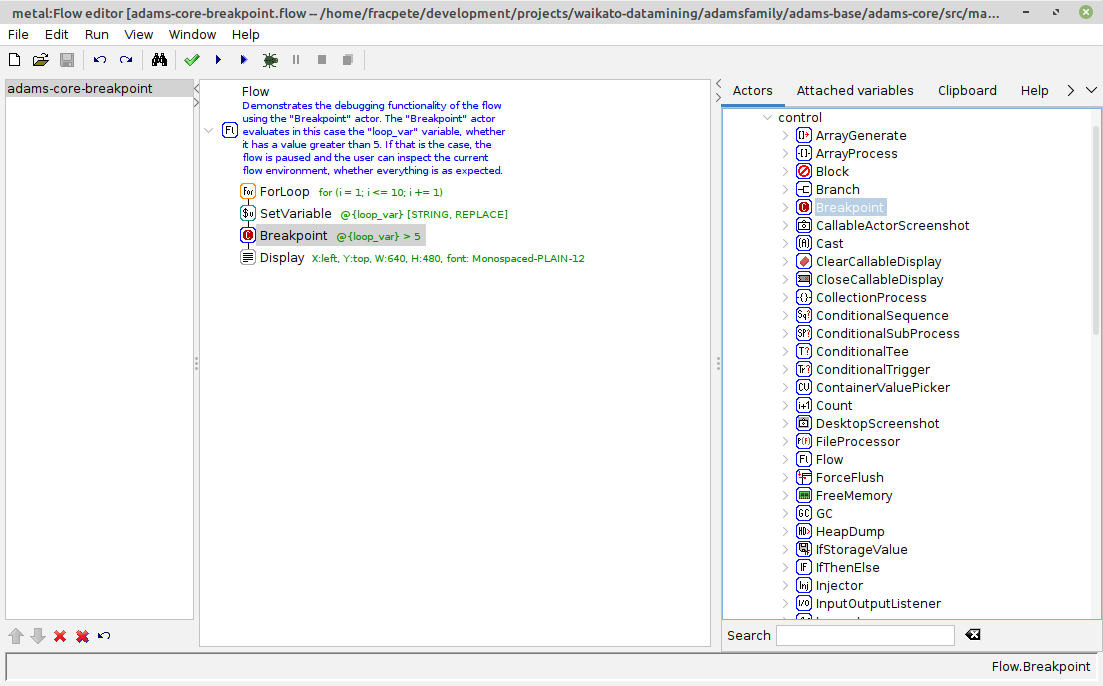 metal:Flow editor [adams-core-breakpoint.flow -- /home/fracpete/development/projects/waikato-datamining/adamsfamily/adams-base/adams-core/src/ma...
File Edit Run View Window Help
adams-core-breakpoint
Flow
Demonstrates the debugging functionality of the flow
using the "Breakpoint" actor. The "Breakpoint" actor
evaluates in this case the "loop_var" variable, whether
it has a value greater than 5. If that is the case, the
flow is paused and the user can inspect the current
flow environment, whether everything is as expected.
ForLoop for (i = 1; i <= 10; i += 1)
SetVariable @{loop_var} [STRING, REPLACE]
Breakpoint @{loop_var} > 5
Display X:left, Y:top, W:640, H:480, font: Monospaced-PLAIN-12
Actors Attached variables Clipboard Help
control
ArrayGenerate
ArrayProcess
Block
Branch
Breakpoint
CallableActorScreenshot
Cast
ClearCallableDisplay
CloseCallableDisplay
CollectionProcess
ConditionalSequence
ConditionalSubProcess
ConditionalTee
ConditionalTrigger
ContainerValuePicker
Count
DesktopScreenshot
FileProcessor
Flow
ForceFlush
FreeMemory
GC
HeapDump
IfStorageValue
IfThenElse
Injector
InputOutputListener
Search
Flow.Breakpoint